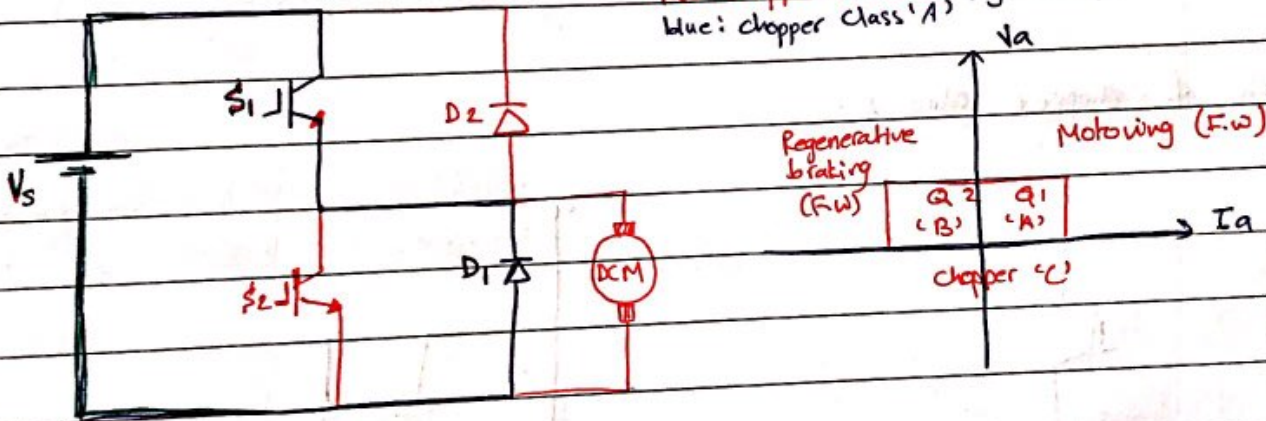 blue: chopper Class 'A'
Va
S1
D2
Regenerative
braking
(F.W)
Motoring (F.W)
Vs
Q2
'B'
Q1
'A'
Ia
D1
DCM
S2
chopper 'C'